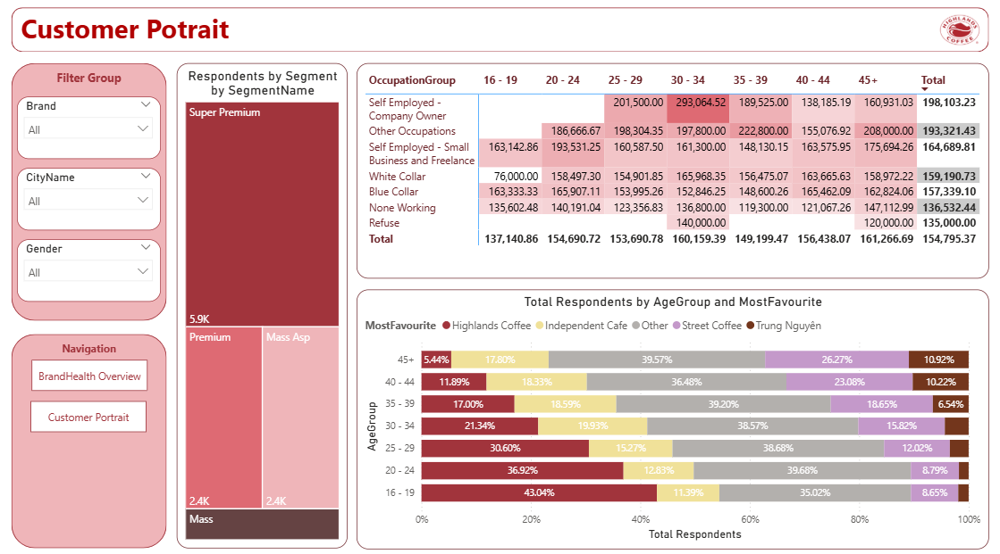 Customer Potrait
HIGHLANDS
COFFEE
Filter Group
Brand
All
CityName
All
Gender
All
Navigation
BrandHealth Overview
Customer Portrait
Respondents by Segment
by SegmentName
Super Premium
5.9K
Premium
2.4K
Mass Asp
2.4K
Mass
OccupationGroup 16 - 19 20 - 24 25 - 29 30 - 34 35 - 39 40 - 44 45+ Total
Self Employed -
Company Owner 201,500.00 293,064.52 189,525.00 138,185.19 160,931.03 198,103.23
Other Occupations 186,666.67 198,304.35 197,800.00 222,800.00 155,076.92 208,000.00 193,321.43
Self Employed - Small
Business and Freelance 163,142.86 193,531.25 160,587.50 161,300.00 148,130.15 163,575.95 175,694.26 164,689.81
White Collar 76,000.00 158,497.30 154,901.85 165,968.35 156,475.07 163,665.63 158,972.22 159,190.73
Blue Collar 163,333.33 165,907.11 153,995.26 152,846.25 148,600.26 165,462.09 162,824.06 157,339.10
None Working 135,602.48 140,191.04 123,356.83 136,800.00 119,300.00 121,067.26 147,112.99 136,532.44
Refuse 140,000.00 120,000.00 135,000.00
Total 137,140.86 154,690.72 153,690.78 160,159.39 149,199.47 156,438.07 161,266.69 154,795.37
Total Respondents by AgeGroup and MostFavourite
MostFavourite Highlands Coffee Independent Cafe Other Street Coffee Trung Nguyên
AgeGroup
45+ 5.44% 17.80% 39.57% 26.27% 10.92%
40 - 44 11.89% 18.33% 36.48% 23.08% 10.22%
35 - 39 17.00% 18.59% 39.20% 18.65% 6.54%
30 - 34 21.34% 19.93% 38.57% 15.82%
25 - 29 30.60% 15.27% 38.68% 12.02%
20 - 24 36.92% 12.83% 39.68% 8.79%
16 - 19 43.04% 11.39% 35.02% 8.65%
0% 20% 40% 60% 80% 100%
Total Respondents